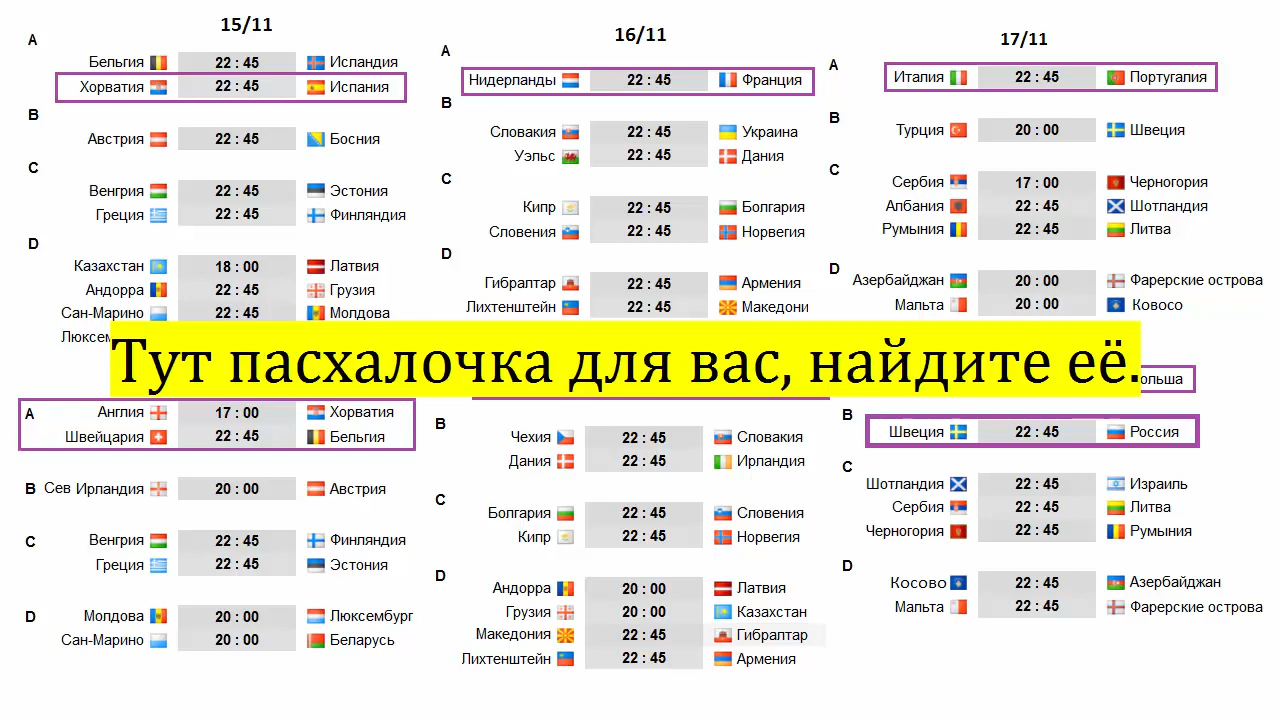 15/11
A
Бельгия 22 : 45 Исландия
Хорватия 22 : 45 Испания
B
Австрия 22 : 45 Босния
C
Венгрия 22 : 45 Эстония
Греция 22 : 45 Финляндия
D
Казахстан 18 : 00 Латвия
Андорра 22 : 45 Грузия
Сан-Марино 22 : 45 Молдова
16/11
A
Нидерланды 22 : 45 Франция
B
Словакия 22 : 45 Украина
Уэльс 22 : 45 Дания
C
Кипр 22 : 45 Болгария
Словения 22 : 45 Норвегия
D
Гибралтар 22 : 45 Армения
Лихтенштейн 22 : 45 Македони
17/11
A
Италия 22 : 45 Португалия
B
Турция 20 : 00 Швеция
C
Сербия 17 : 00 Черногория
Албания 22 : 45 Шотландия
Румыния 22 : 45 Литва
D
Азербайджан 20 : 00 Фарерские острова
Мальта 20 : 00 Ковосо
Тут пасхалочка для вас, найдите её.
A
Англия 17 : 00 Хорватия
Швейцария 22 : 45 Бельгия
B Сев Ирландия 20 : 00 Австрия
C
Венгрия 22 : 45 Финляндия
Греция 22 : 45 Эстония
D
Молдова 20 : 00 Люксембург
Сан-Марино 20 : 00 Беларусь
B
Чехия 22 : 45 Словакия
Дания 22 : 45 Ирландия
C
Болгария 22 : 45 Словения
Кипр 22 : 45 Норвегия
D
Андорра 20 : 00 Латвия
Грузия 20 : 00 Казахстан
Македония 22 : 45 Гибралтар
Лихтенштейн 22 : 45 Армения
B
Швеция 22 : 45 Россия
C
Шотландия 22 : 45 Израиль
Сербия 22 : 45 Литва
Черногория 22 : 45 Румыния
D
Косово 22 : 45 Азербайджан
Мальта 22 : 45 Фарерские острова